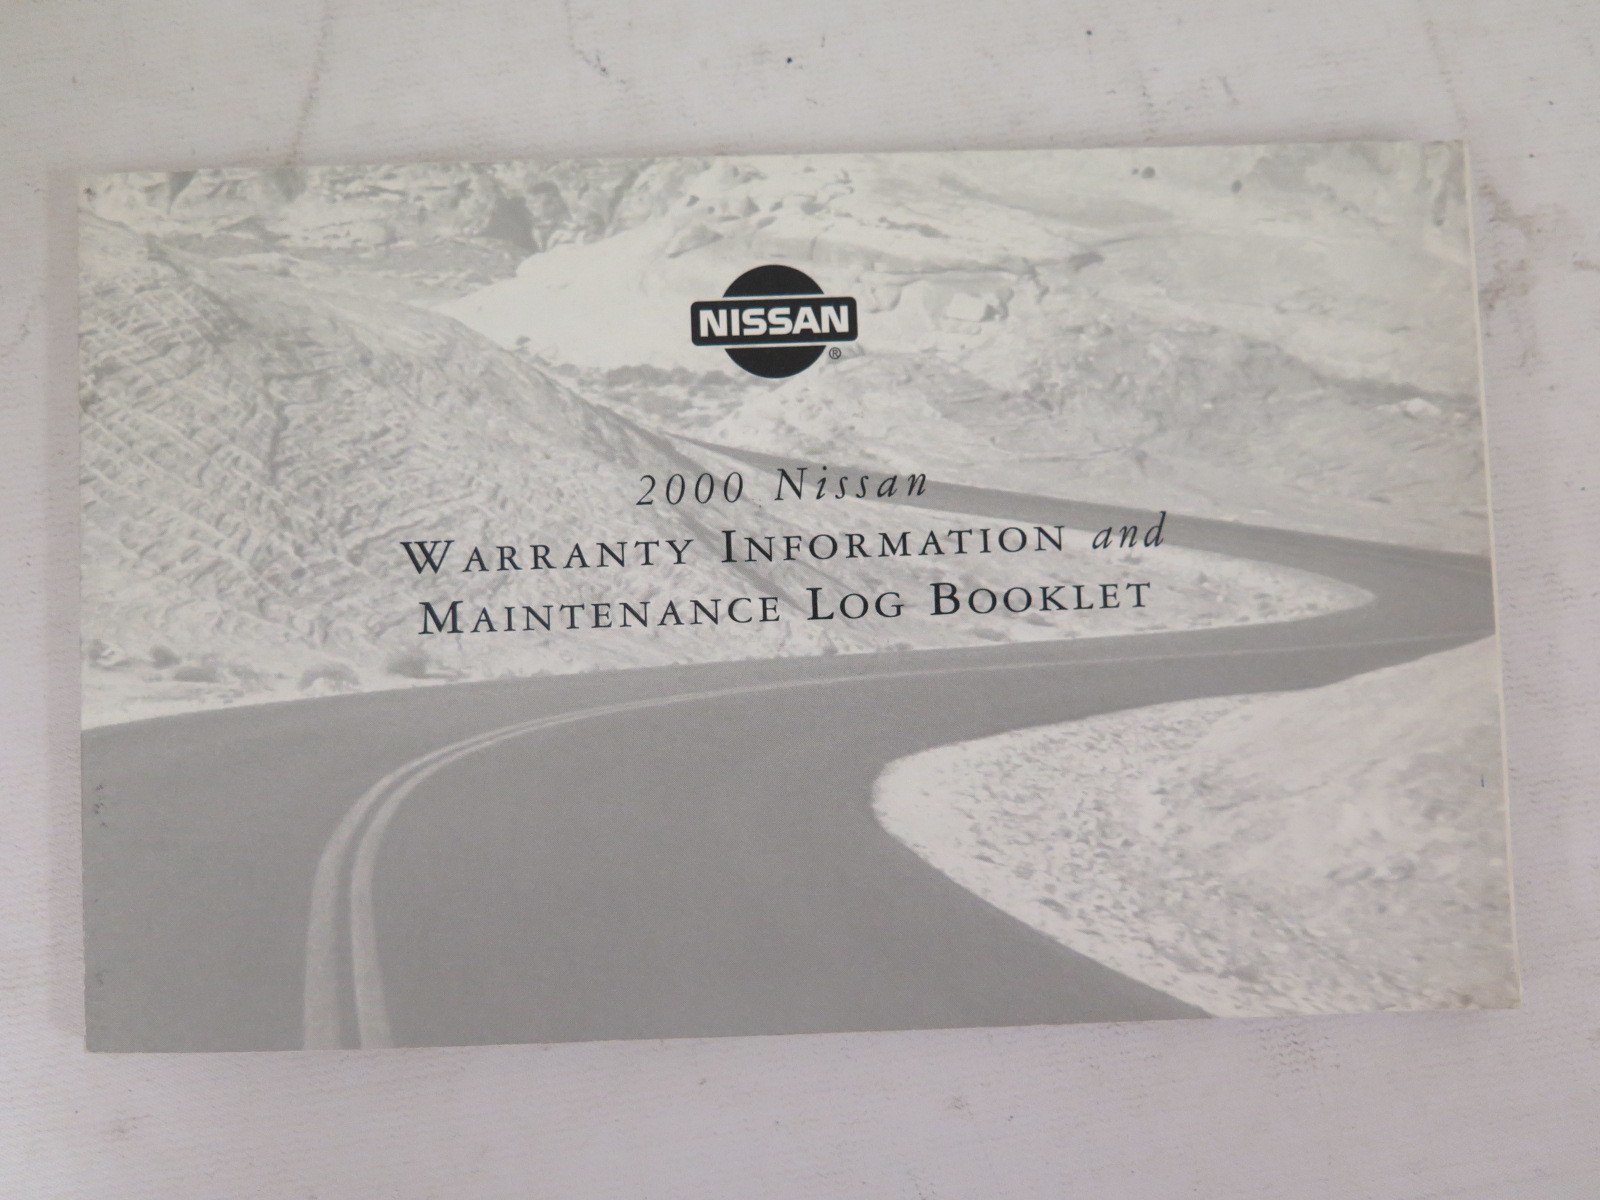 NISSAN
®
2000 Nissan
WARRANTY INFORMATION and
MAINTENANCE LOG BOOKLET